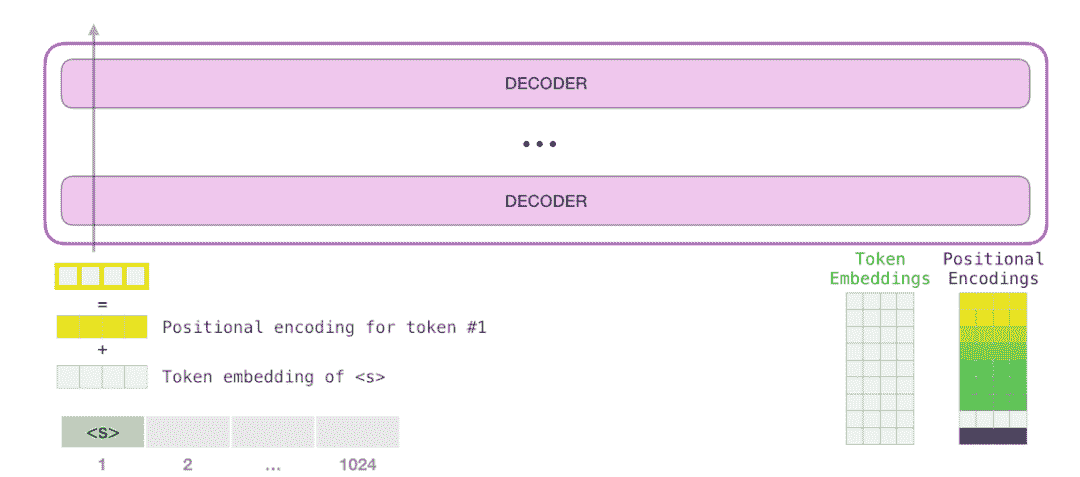 DECODER
...
DECODER
Token Embeddings
Positional Encodings
=
Positional encoding for token #1
+
Token embedding of <s>
<s>
1 2 ... 1024